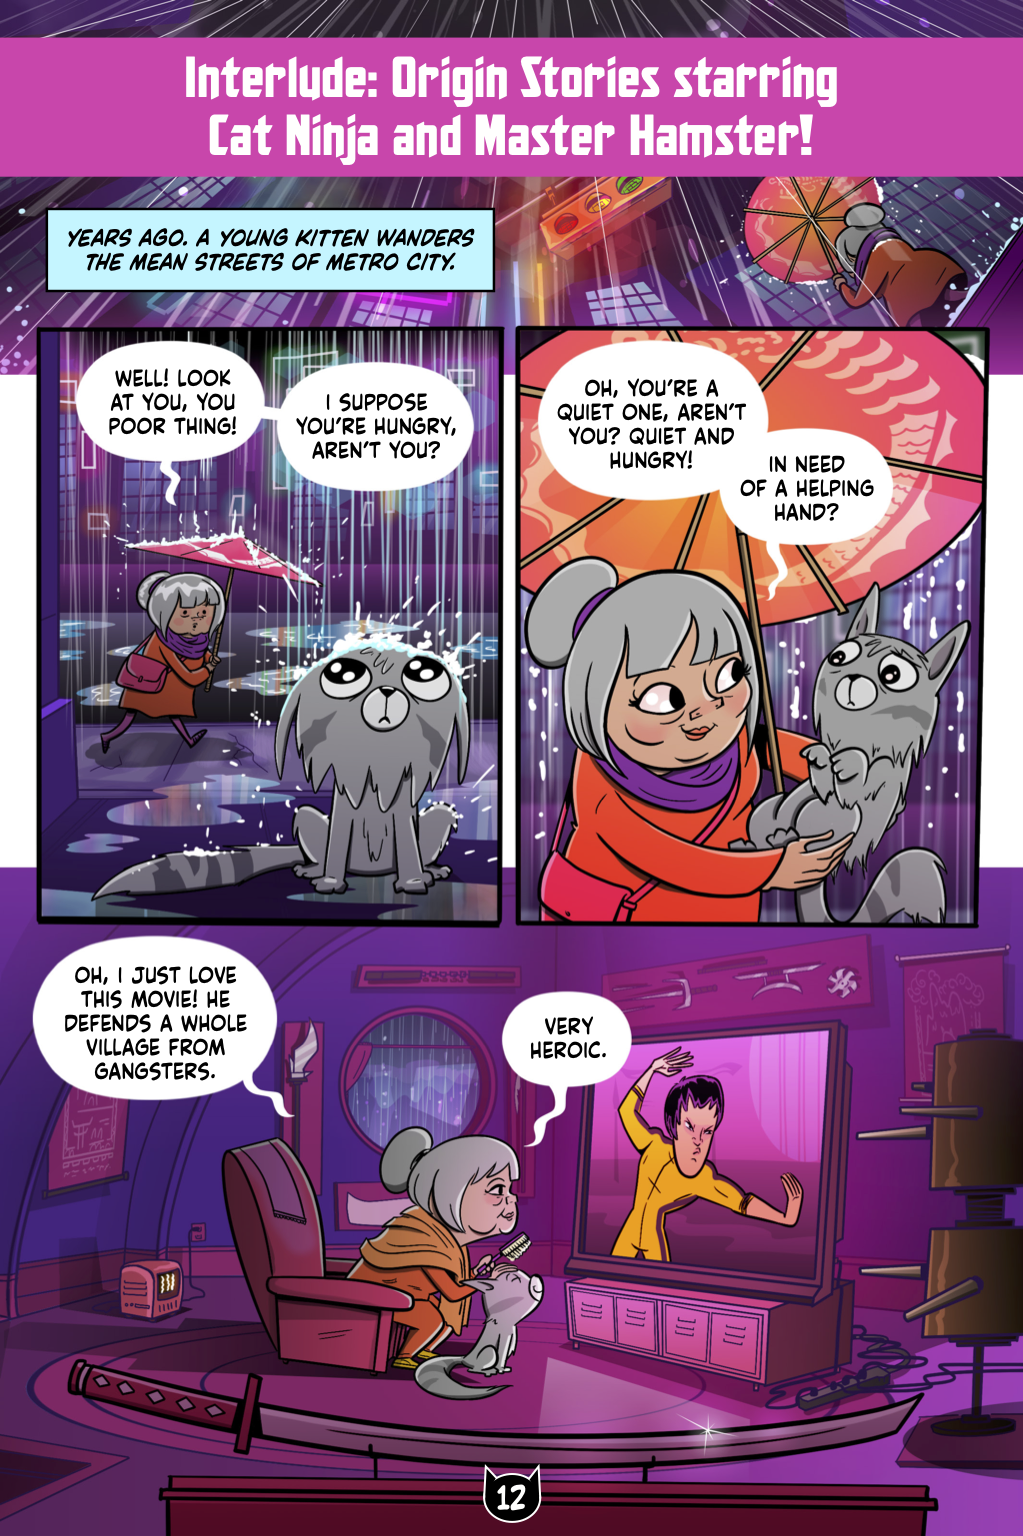 Interlude: Origin Stories starring
Cat Ninja and Master Hamster!
YEARS AGO. A YOUNG KITTEN WANDERS
THE MEAN STREETS OF METRO CITY.
WELL! LOOK
AT YOU, YOU
POOR THING!
I SUPPOSE
YOU'RE HUNGRY,
AREN'T YOU?
OH, YOU'RE A
QUIET ONE, AREN'T
YOU? QUIET AND
HUNGRY!
IN NEED
OF A HELPING
HAND?
OH, I JUST LOVE
THIS MOVIE! HE
DEFENDS A WHOLE
VILLAGE FROM
GANGSTERS.
VERY
HEROIC.
12